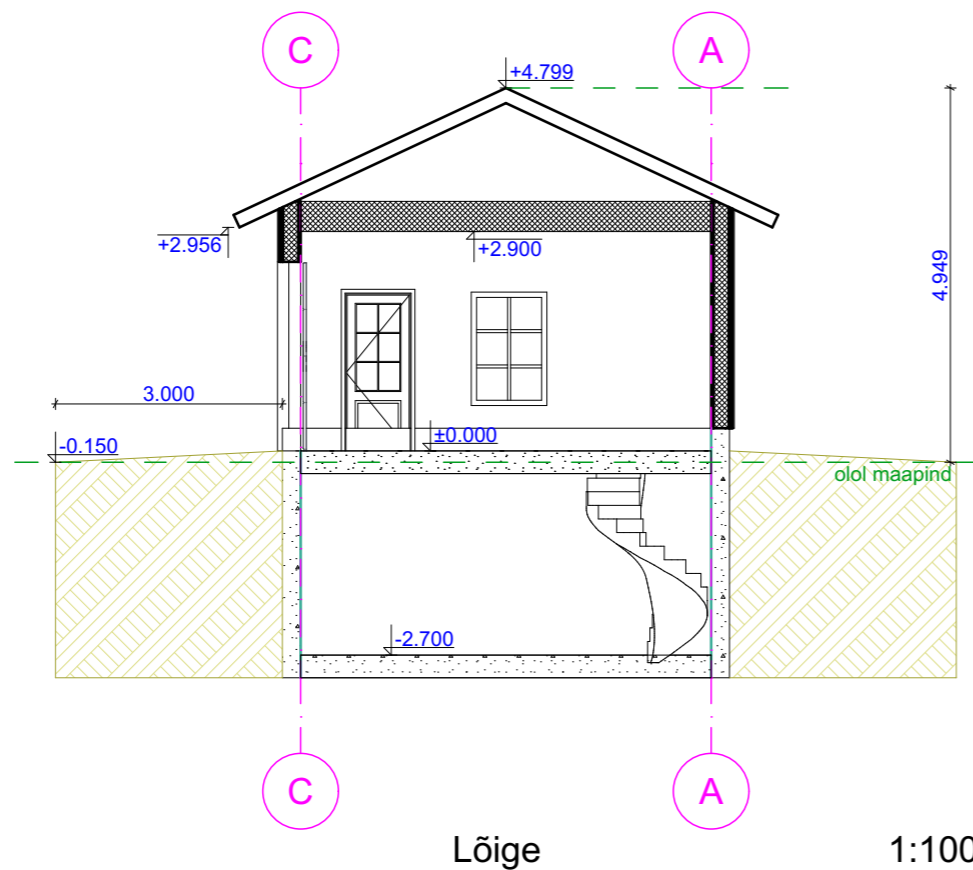 C
A
+4.799
+2.956
+2.900
4.949
3.000
-0.150
±0.000
olol maapind
-2.700
C
A
Lõige
1:100